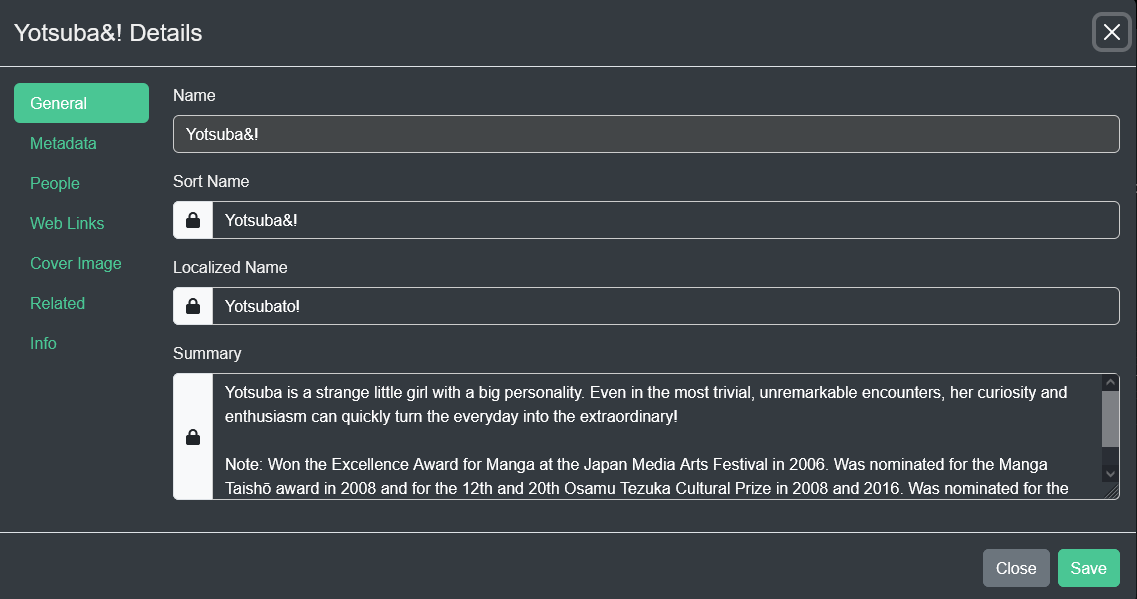 Yotsuba&! Details
General
Metadata
People
Web Links
Cover Image
Related
Info
Name
Yotsuba&!
Sort Name
Yotsuba&!
Localized Name
Yotsubato!
Summary
Yotsuba is a strange little girl with a big personality. Even in the most trivial, unremarkable encounters, her curiosity and
enthusiasm can quickly turn the everyday into the extraordinary!
Note: Won the Excellence Award for Manga at the Japan Media Arts Festival in 2006. Was nominated for the Manga
Taishō award in 2008 and for the 12th and 20th Osamu Tezuka Cultural Prize in 2008 and 2016. Was nominated for the
Close
Save